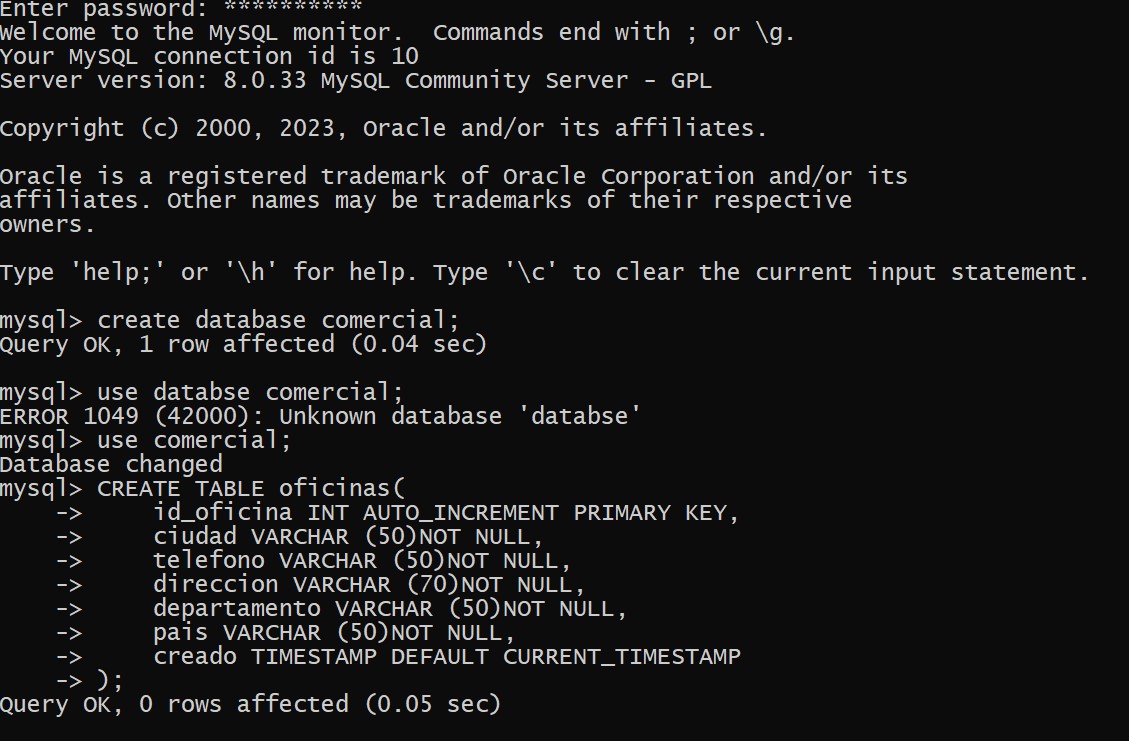 Enter password: **********
Welcome to the MySQL monitor.  Commands end with ; or \g.
Your MySQL connection id is 10
Server version: 8.0.33 MySQL Community Server - GPL
Copyright (c) 2000, 2023, Oracle and/or its affiliates.
Oracle is a registered trademark of Oracle Corporation and/or its
affiliates. Other names may be trademarks of their respective
owners.
Type 'help;' or '\h' for help. Type '\c' to clear the current input statement.
mysql> create database comercial;
Query OK, 1 row affected (0.04 sec)
mysql> use databse comercial;
ERROR 1049 (42000): Unknown database 'databse'
mysql> use comercial;
Database changed
mysql> CREATE TABLE oficinas(
    ->     id_oficina INT AUTO_INCREMENT PRIMARY KEY,
    ->     ciudad VARCHAR (50)NOT NULL,
    ->     telefono VARCHAR (50)NOT NULL,
    ->     direccion VARCHAR (70)NOT NULL,
    ->     departamento VARCHAR (50)NOT NULL,
    ->     pais VARCHAR (50)NOT NULL,
    ->     creado TIMESTAMP DEFAULT CURRENT_TIMESTAMP
    -> );
Query OK, 0 rows affected (0.05 sec)